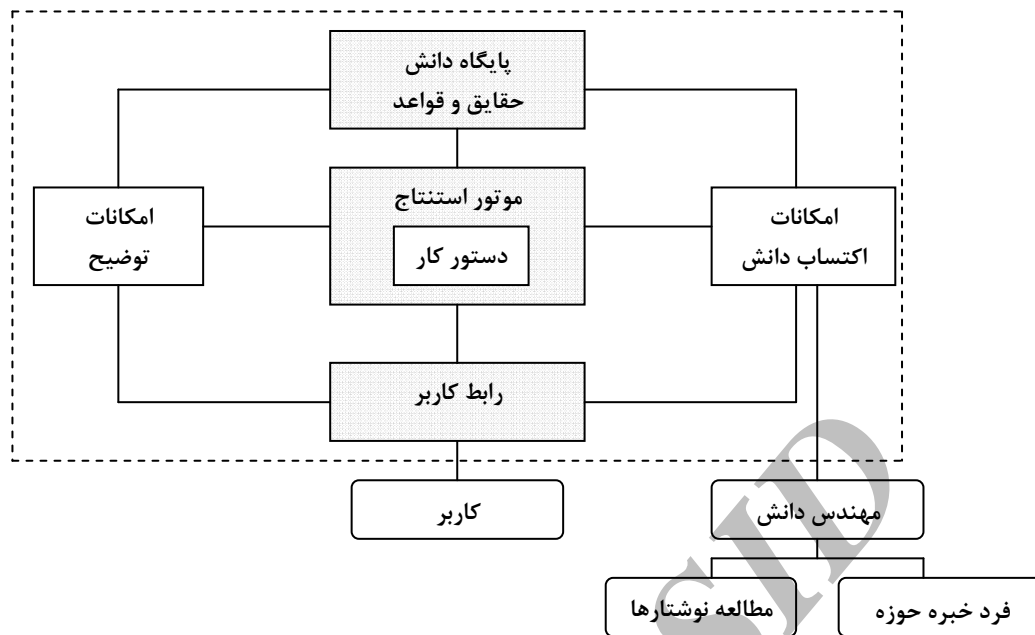 پایگاه دانش
حقایق و قواعد
موتور استنتاج
دستور کار
امکانات
توضیح
امکانات
اکتساب دانش
رابط کاربر
کاربر
مهندس دانش
فرد خبره حوزه
مطالعه نوشتارها
SID